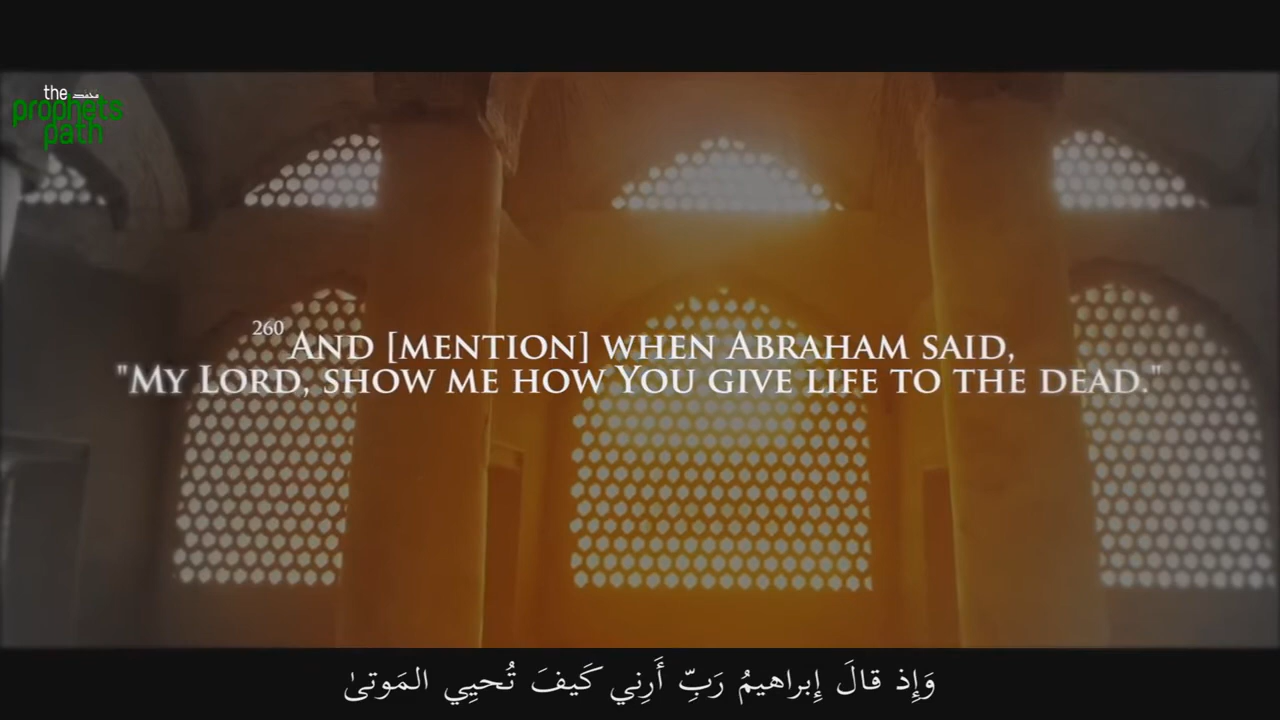 the محمد
prophets
path
260 And [mention] when Abraham said,
"My Lord, show me how You give life to the dead."
وَإِذ قالَ إِبراهيمُ رَبِّ أَرِني كَيفَ تُحيِي المَوتىٰ